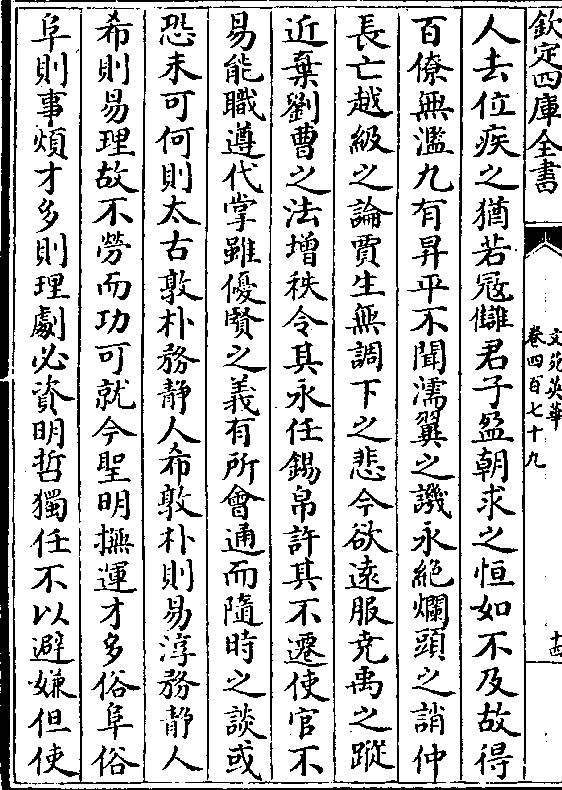 欽定四庫全書
文苑英華
卷四百七十九
十四
人去位疾之猶若冦讎君子盈朝求之恒如不及故得
百僚無濫九有昇平不聞濡翼之譏永絶爛頭之誚仲
長亡越級之論賈生無調下之悲今欲遠服堯禹之蹤
近棄劉曹之法增秩令其永任錫帛許其不遷使官不
易能職遵代掌雖優賢之義有所會通而隨時之談或
恐未可何則太古敦朴務静人希敦朴則易淳務静人
希則易理故不勞而功可就今聖明撫運才多俗阜俗
阜則事煩才多則理劇必資明哲獨任不以避嫌但使